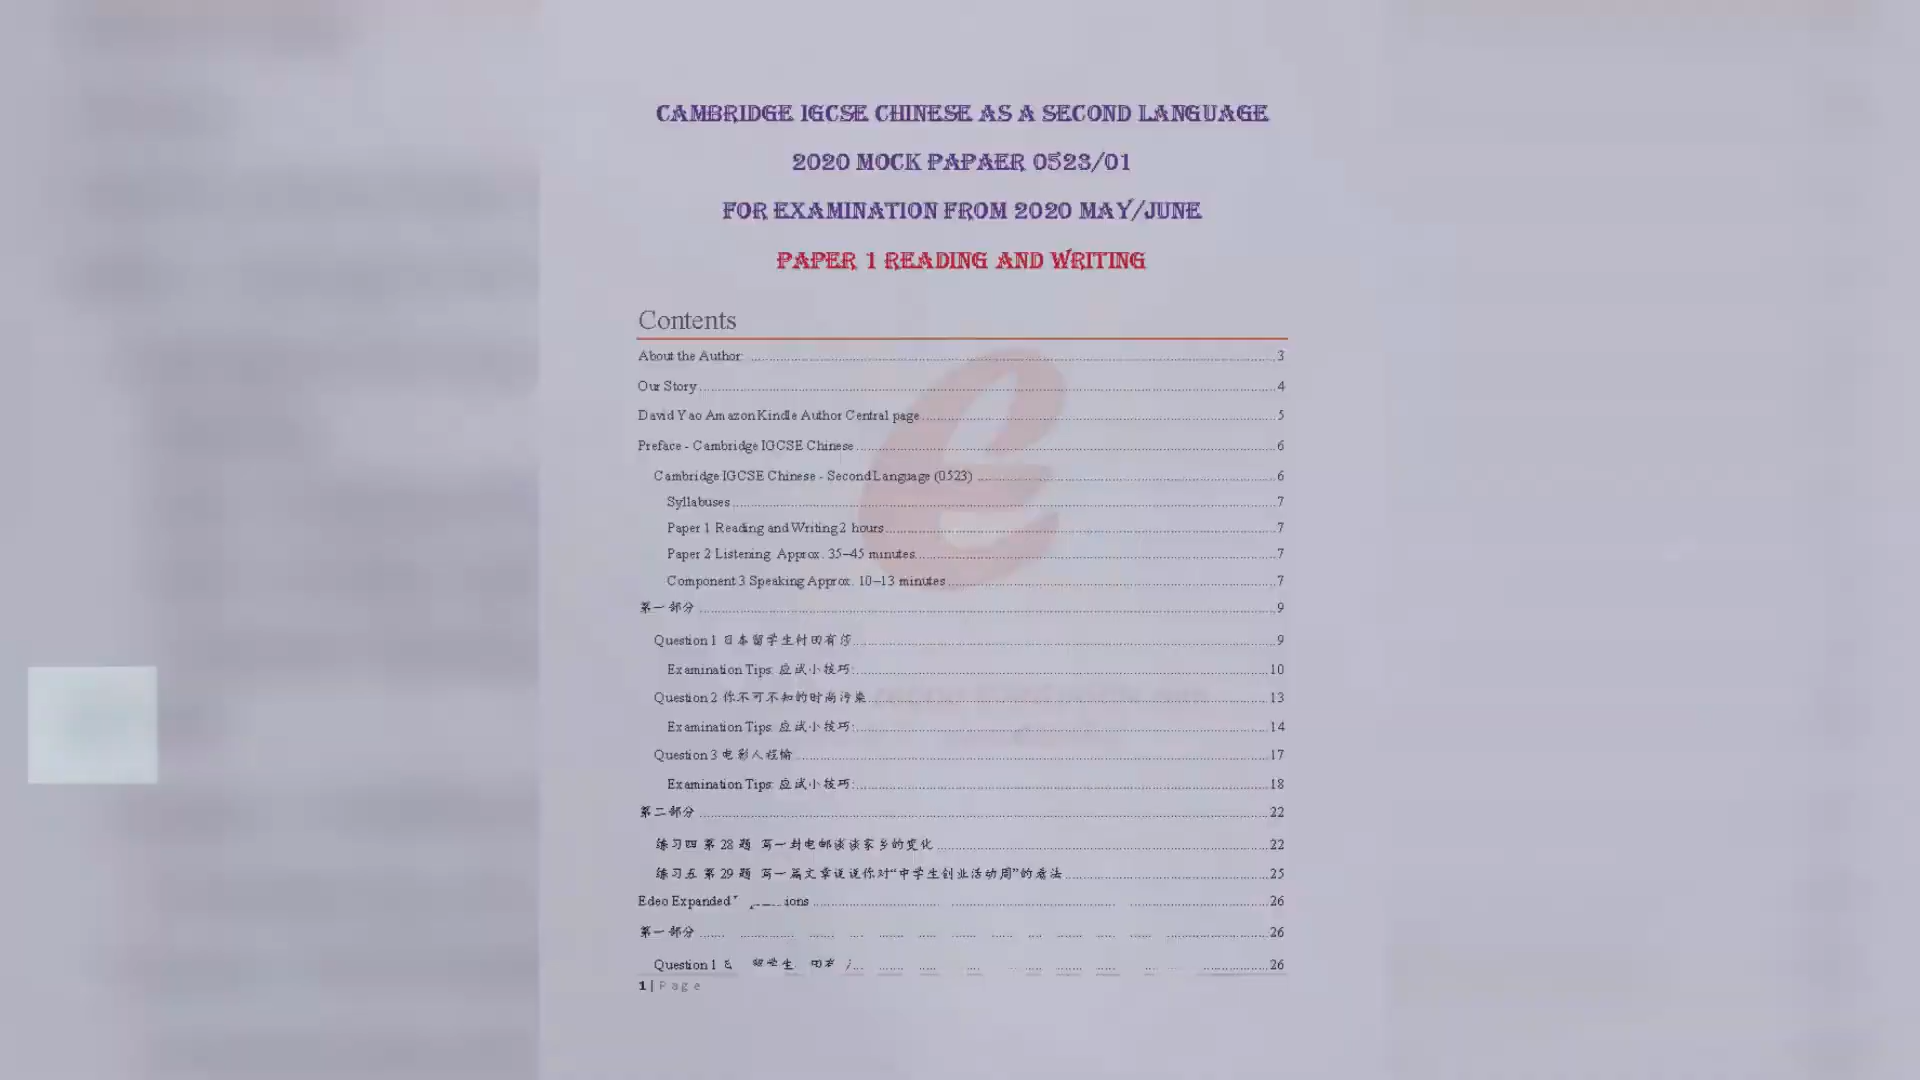 CAMBRIDGE IGCSE CHINESE AS A SECOND LANGUAGE
2020 MOCK PAPAER 0523/01
FOR EXAMINATION FROM 2020 MAY/JUNE
PAPER 1 READING AND WRITING
Contents
About the Author 3
Our Story 4
David Yao Amazon Kindle Author Central page 5
Preface - Cambridge IGCSE Chinese 6
Cambridge IGCSE Chinese - Second Language (0523) 6
Syllabuses 7
Paper 1 Reading and Writing 2 hours 7
Paper 2 Listening Approx. 35–45 minutes 7
Component 3 Speaking Approx. 10–13 minutes 7
第一部分 9
Question 1 日本留学生村田有莎 9
Examination Tips: 应试小技巧: 10
Question 2 你不可不知的时尚污染 13
Examination Tips: 应试小技巧: 14
Question 3 电影人程愉 17
Examination Tips: 应试小技巧: 18
第二部分 22
练习四 第 28 题 写一封电邮谈谈家乡的变化 22
练习五 第 29 题 写一篇文章说说你对“中学生创业活动周”的看法 25
Edeo Expanded 26
第一部分 26
Question 1 26
1 | Page